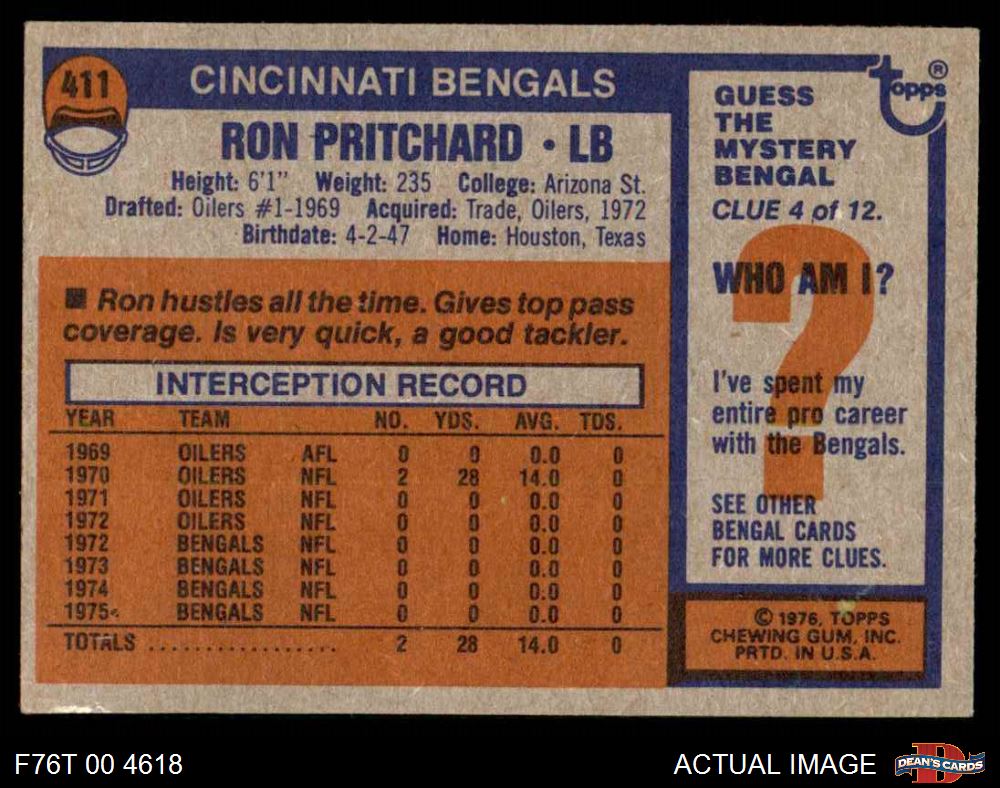 411
CINCINNATI BENGALS
RON PRITCHARD • LB
Height: 6'1" Weight: 235 College: Arizona St.
Drafted: Oilers #1-1969 Acquired: Trade, Oilers, 1972
Birthdate: 4-2-47 Home: Houston, Texas
■ Ron hustles all the time. Gives top pass
coverage. Is very quick, a good tackler.
INTERCEPTION RECORD
YEAR TEAM NO. YDS. AVG. TDS.
1969 OILERS AFL 0 0 0.0 0
1970 OILERS NFL 2 28 14.0 0
1971 OILERS NFL 0 0 0.0 0
1972 OILERS NFL 0 0 0.0 0
1972 BENGALS NFL 0 0 0.0 0
1973 BENGALS NFL 0 0 0.0 0
1974 BENGALS NFL 0 0 0.0 0
1975 BENGALS NFL 0 0 0.0 0
TOTALS ................. 2 28 14.0 0
topps ®
GUESS
THE
MYSTERY
BENGAL
CLUE 4 of 12.
?
WHO AM I?
I've spent my
entire pro career
with the Bengals.
SEE OTHER
BENGAL CARDS
FOR MORE CLUES.
© 1976, TOPPS
CHEWING GUM, INC.
PRTD. IN U.S.A.
F76T 00 4618
ACTUAL IMAGE
DEAN'S CARDS